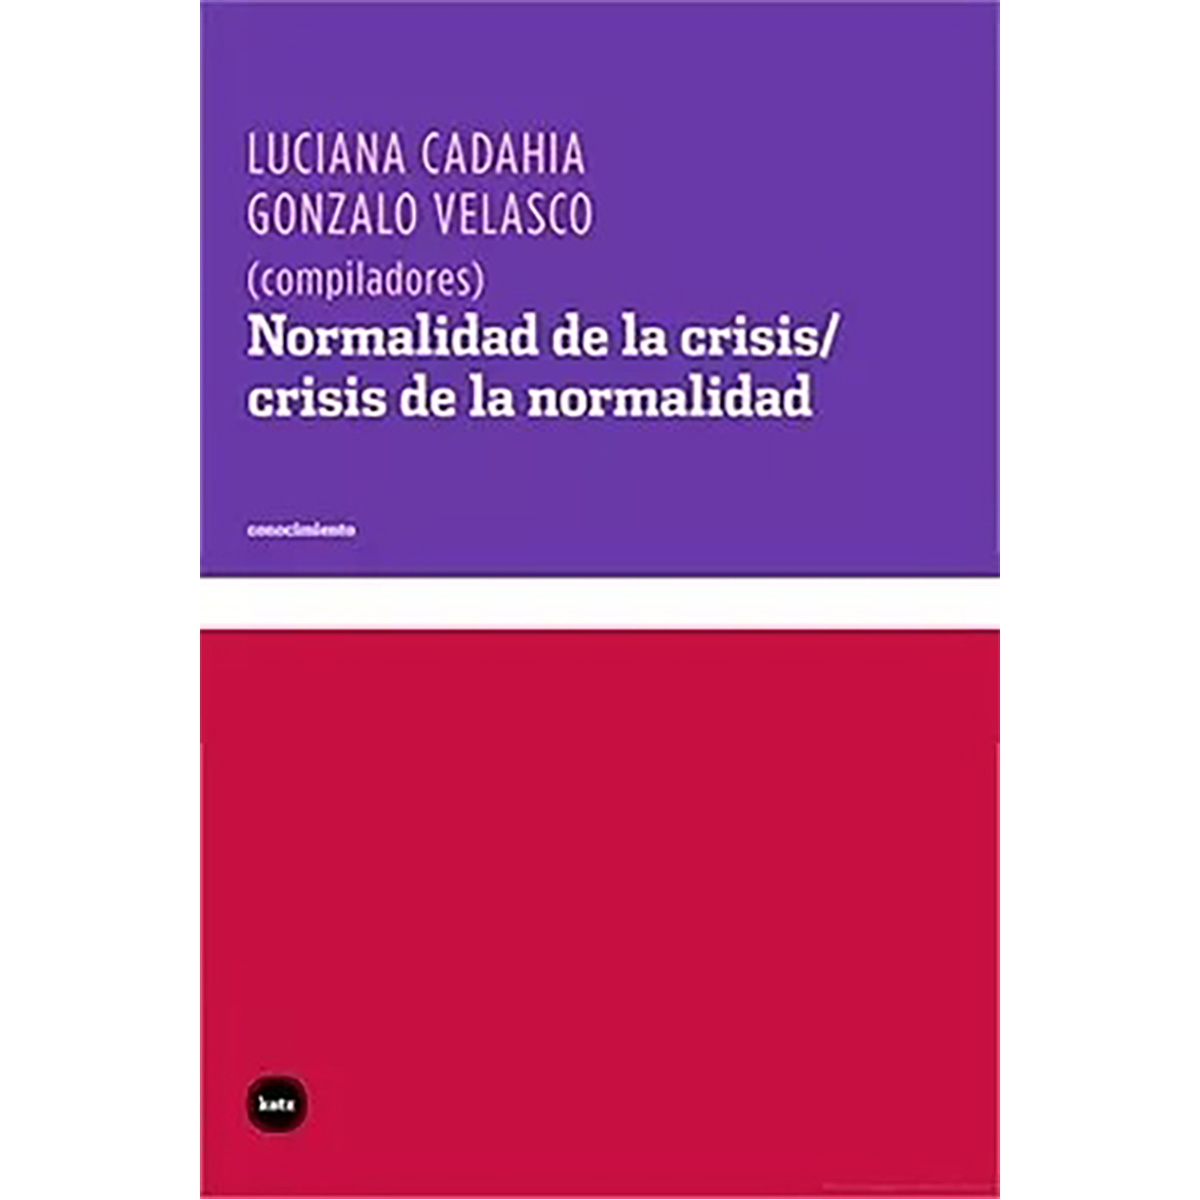 LUCIANA CADAHIA
GONZALO VELASCO
(compiladores)
Normalidad de la crisis/
crisis de la normalidad
conocimiento
katz